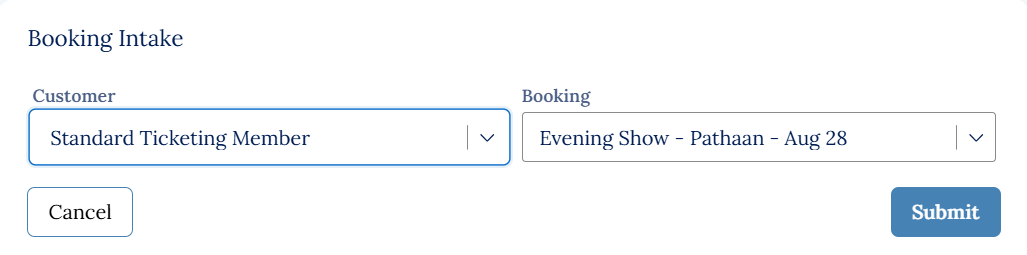 Booking Intake
Customer
Booking
Standard Ticketing Member
Evening Show - Pathaan - Aug 28
Cancel
Submit